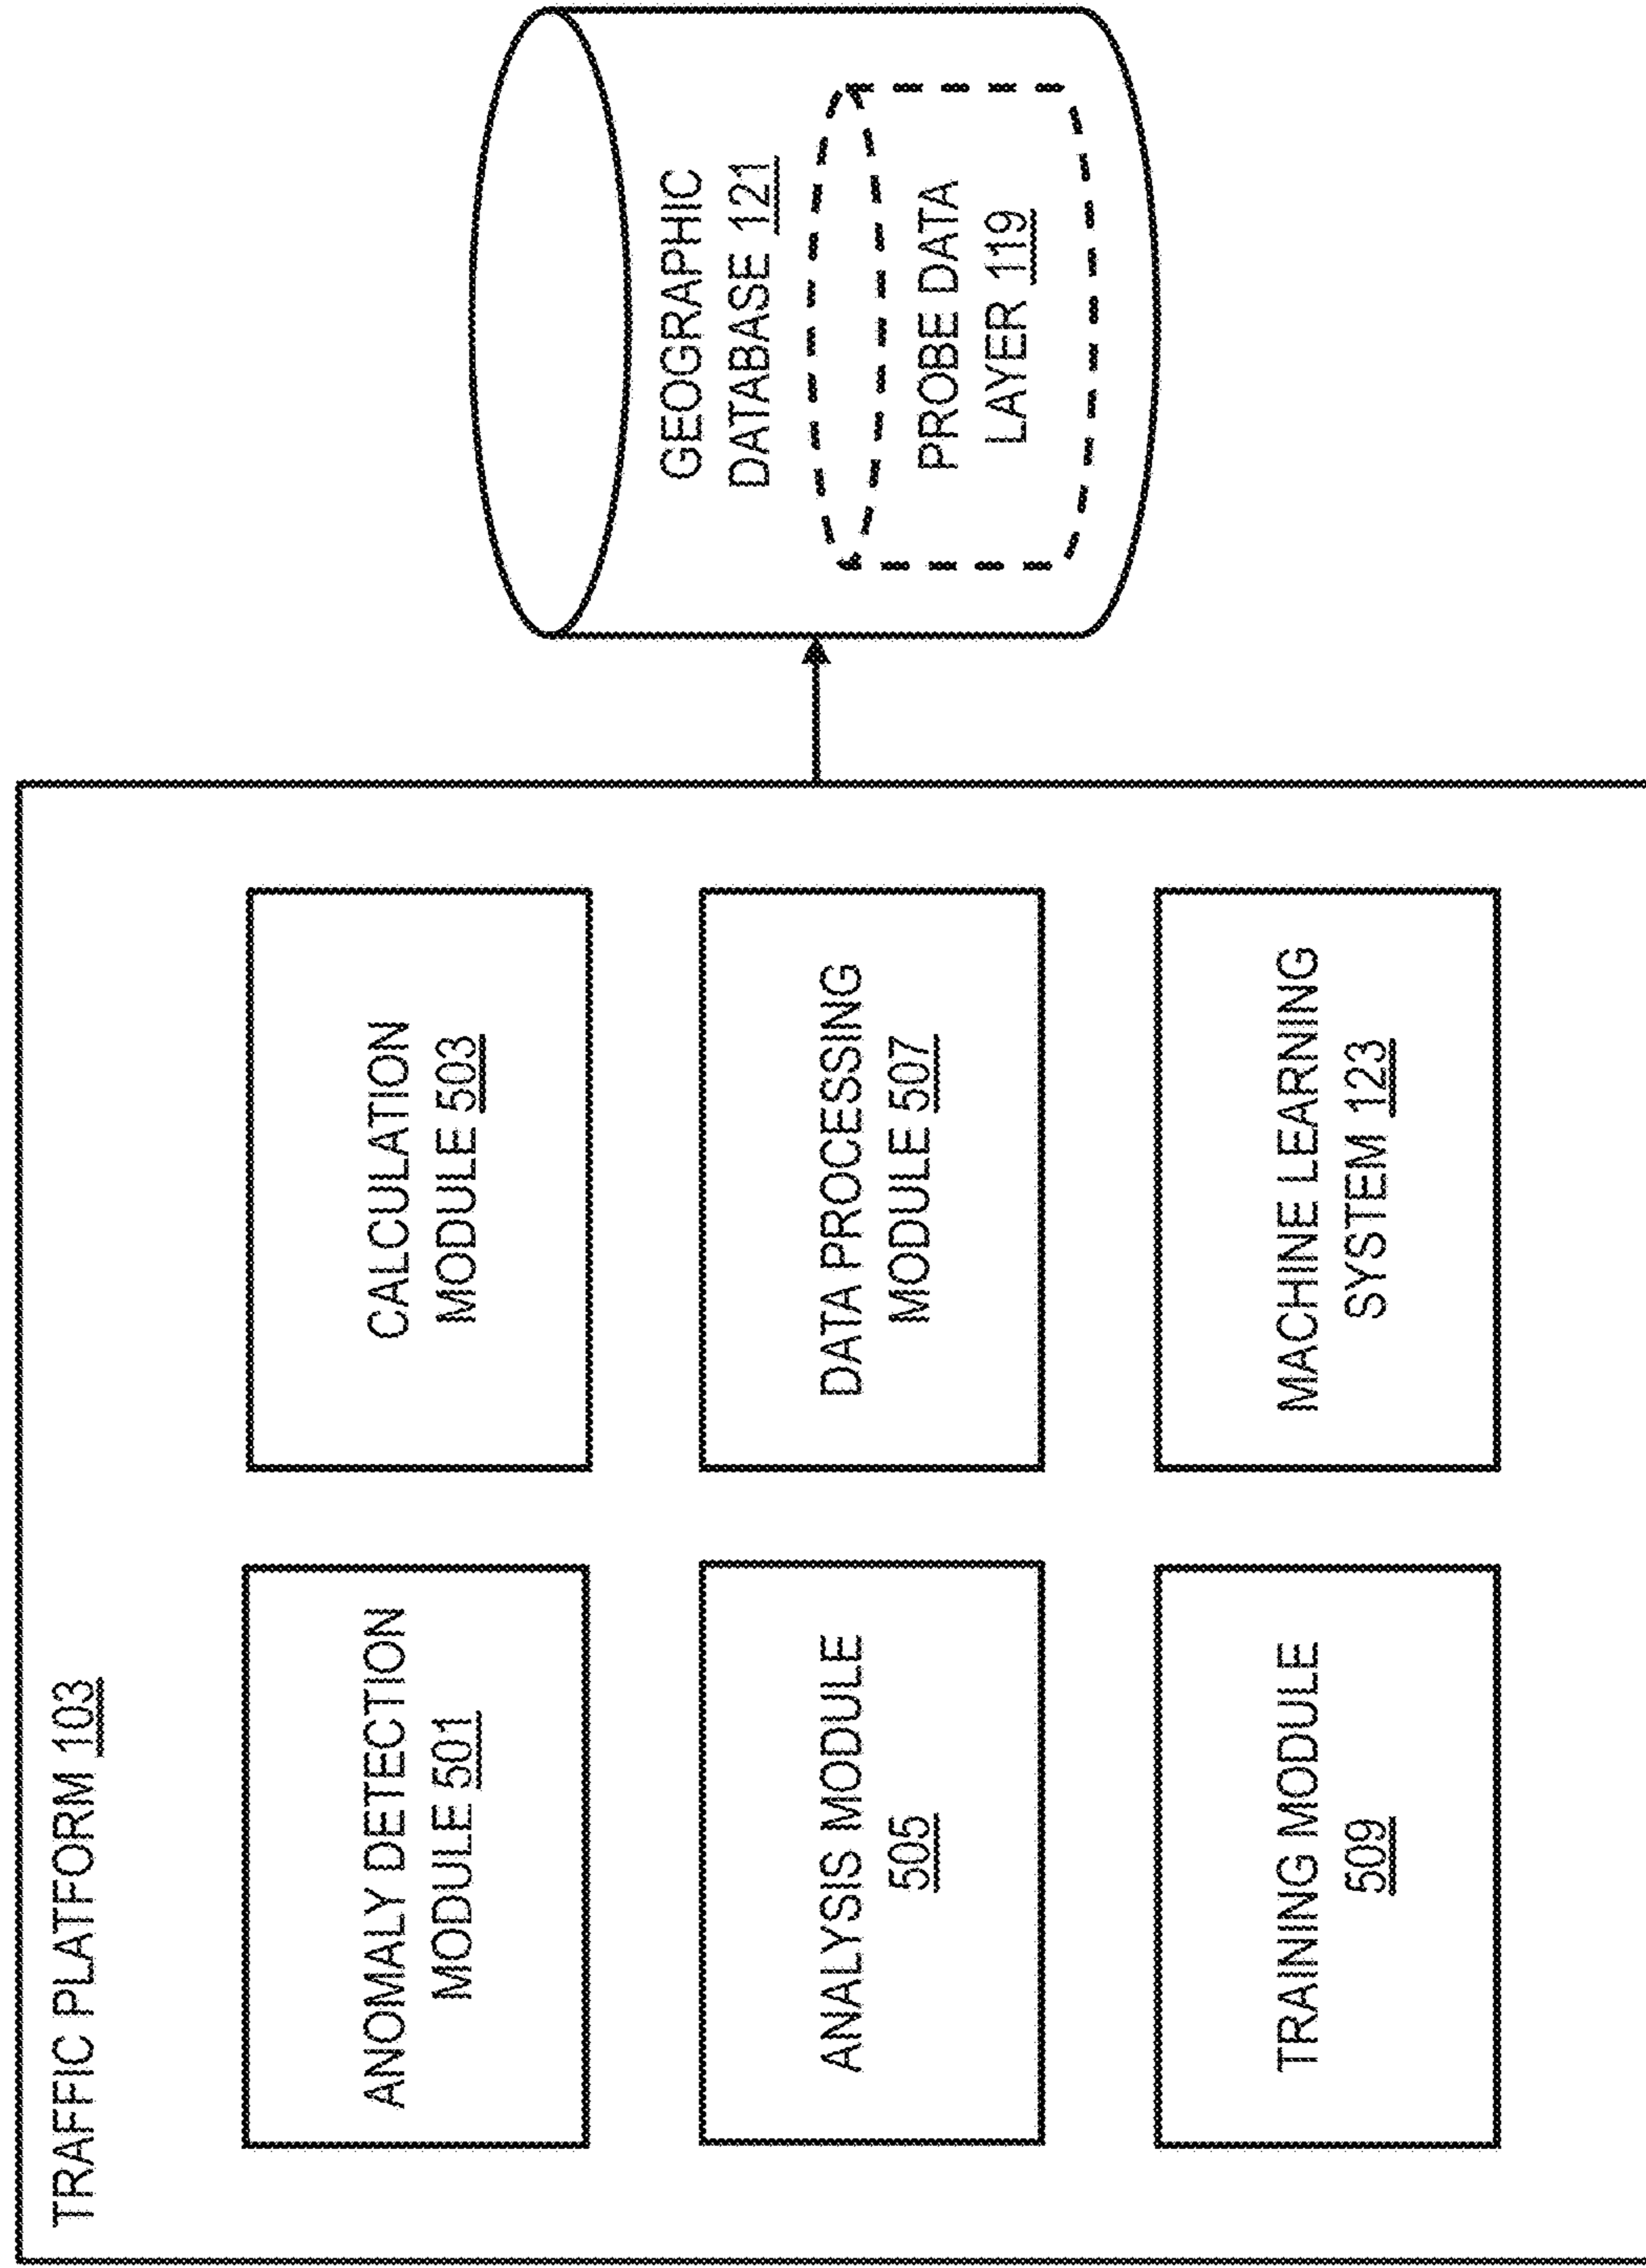 TRAFFIC PLATFORM 103
ANOMALY DETECTION
MODULE 501
CALCULATION
MODULE 503
ANALYSIS MODULE
505
DATA PROCESSING
MODULE 507
TRAINING MODULE
509
MACHINE LEARNING
SYSTEM 123
GEOGRAPHIC
DATABASE 121
PROBE DATA
LAYER 119